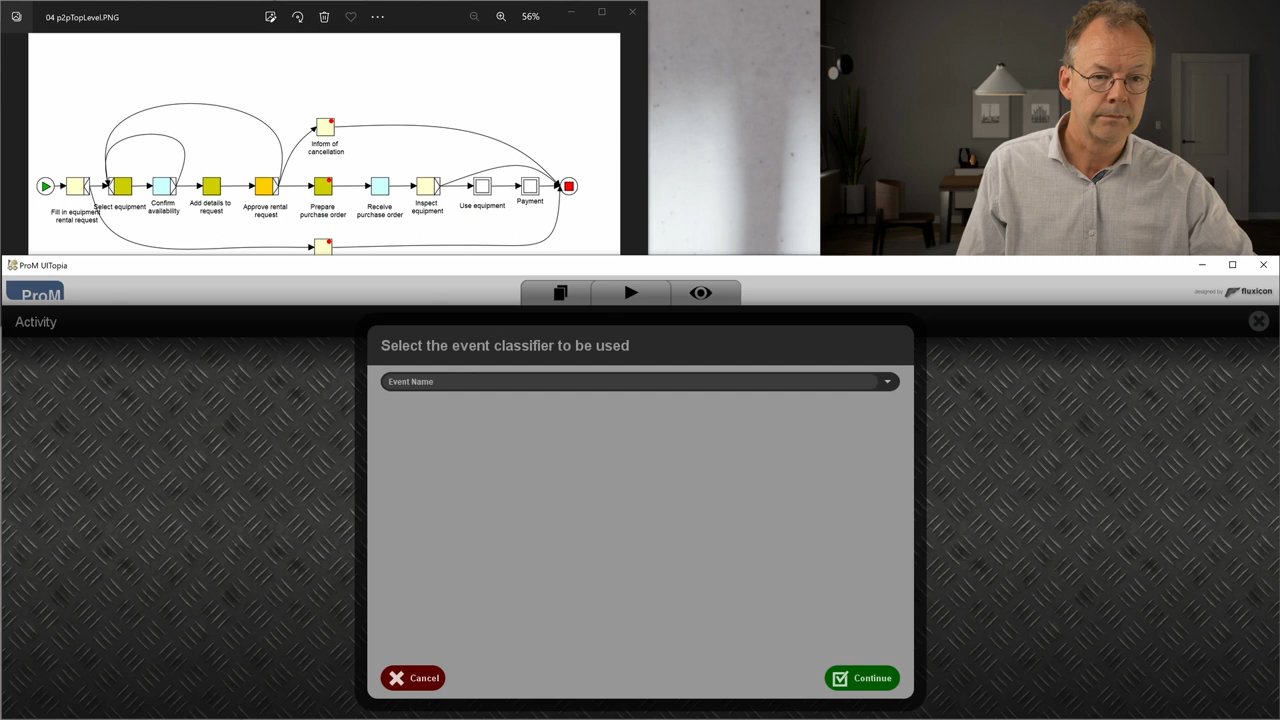 04 p2pTopLevel.PNG
56%
Inform of
cancellation
Fill in equipment
rental request
Select equipment
Confirm
availability
Add details to
request
Approve rental
request
Prepare
purchase order
Receive
purchase order
Inspect
equipment
Use equipment
Payment
ProM UITopia
ProM
designed by fluxicon
Activity
Select the event classifier to be used
Event Name
Cancel
Continue